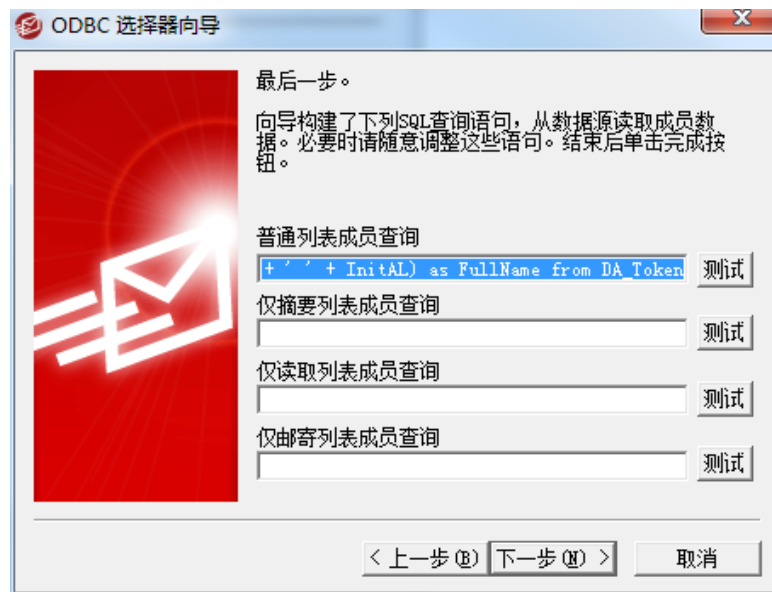 ODBC 选择器向导
最后一步。
向导构建了下列SQL查询语句，从数据源读取成员数
据。必要时请随意调整这些语句。结束后单击完成按
钮。
普通列表成员查询
+ ' ' + InitAL) as FullName from DA_Token
测试
仅摘要列表成员查询
测试
仅读取列表成员查询
测试
仅邮寄列表成员查询
测试
< 上一步(B)
下一步(N) >
取消